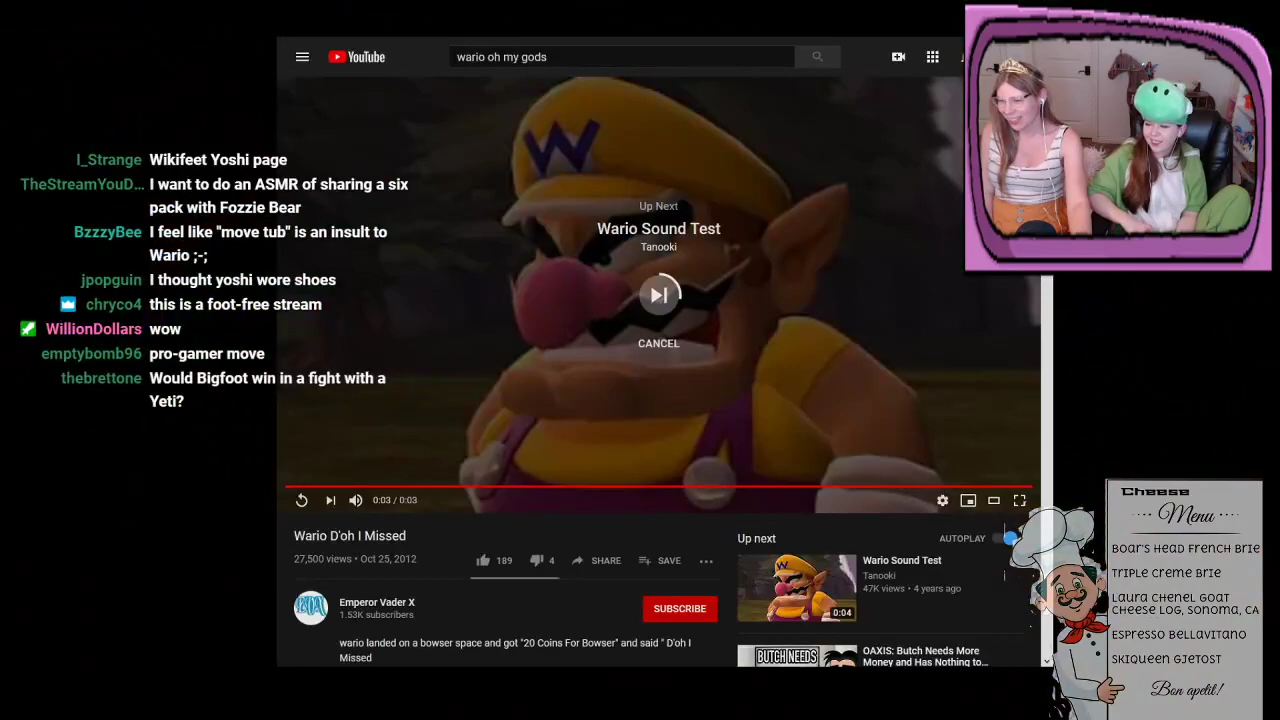 YouTube
wario oh my gods
I_Strange Wikifeet Yoshi page
TheStreamYouD... I want to do an ASMR of sharing a six
pack with Fozzie Bear
BzzzyBee I feel like "move tub" is an insult to
Wario ;-;
jpopguin I thought yoshi wore shoes
chryco4 this is a foot-free stream
WillionDollars wow
emptybomb96 pro-gamer move
thebrettone Would Bigfoot win in a fight with a
Yeti?
W
Up Next
Wario Sound Test
Tanooki
CANCEL
0:03 / 0:03
Wario D'oh I Missed
27,500 views • Oct 25, 2012
189
4
SHARE
SAVE
Emperor Vader X
1.53K subscribers
SUBSCRIBE
wario landed on a bowser space and got "20 Coins For Bowser" and said " D'oh I
Missed
Up next
AUTOPLAY
Wario Sound Test
Tanooki
47K views • 4 years ago
0:04
BUTCH NEEDS
OAXIS: Butch Needs More
Money and Has Nothing to...
Cheese
Menu
Boar's Head French Brie
Triple Creme Brie
Laura Chenel Goat
Cheese Log, Sonoma, CA
Espresso Bellavitano
Skiqueen Gjetost
Bon apetit!